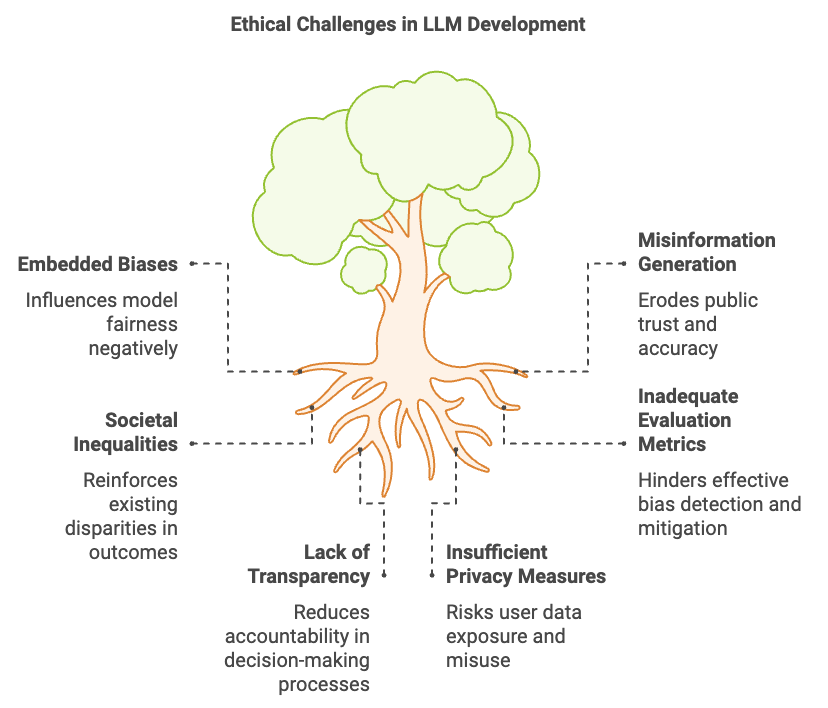 Ethical Challenges in LLM Development
Embedded Biases
Influences model
fairness
negatively
Societal
Inequalities
Reinforces
existing
disparities in
outcomes
Lack of
Transparency
Reduces
accountability in
decision-making
processes
Insufficient
Privacy Measures
Risks user data
exposure and
misuse
Misinformation
Generation
Erodes public
trust and
accuracy
Inadequate
Evaluation
Metrics
Hinders effective
bias detection and
mitigation